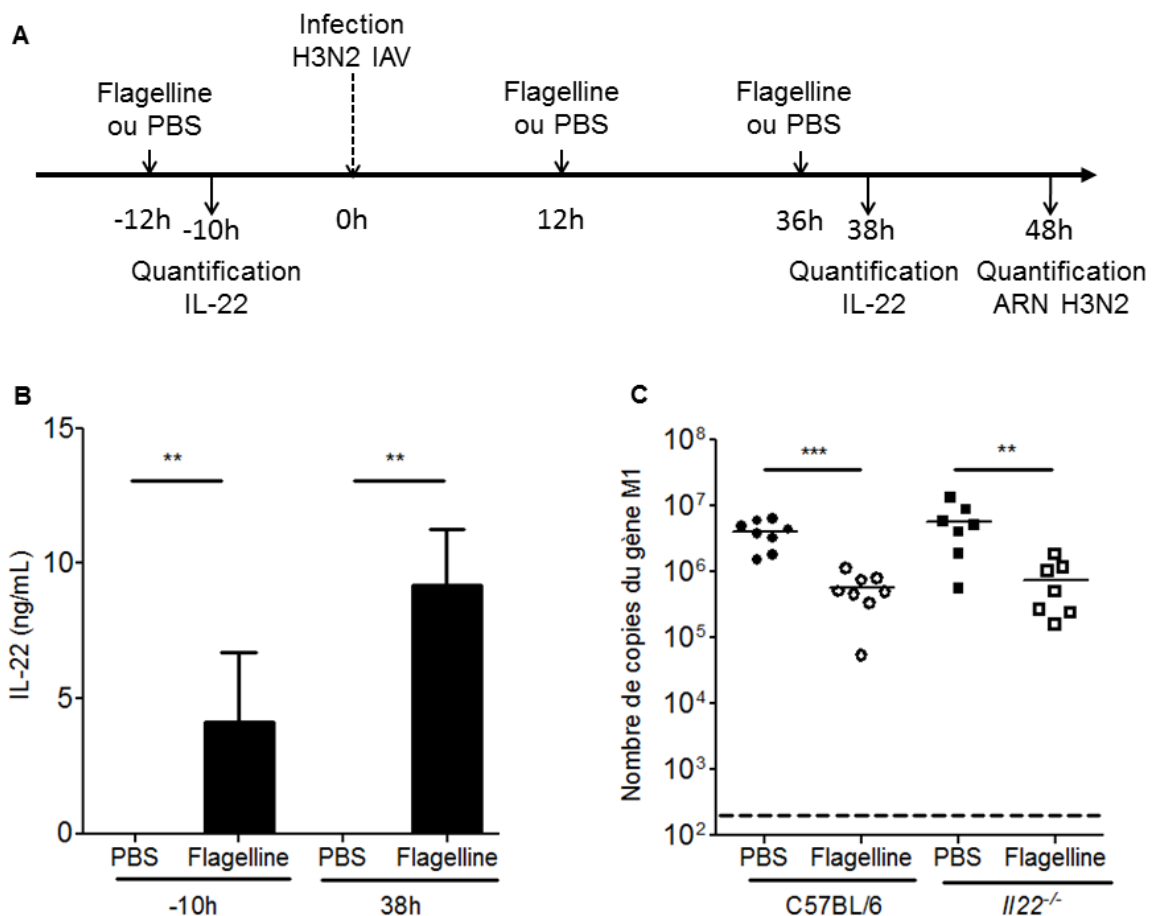 A
Infection
H3N2 IAV
Flagelline
ou PBS
Flagelline
ou PBS
Flagelline
ou PBS
-12h
-10h
0h
12h
36h
38h
48h
Quantification
IL-22
Quantification
IL-22
Quantification
ARN H3N2
B
IL-22 (ng/mL)
15
10
5
0
**
**
PBS
Flagelline
PBS
Flagelline
-10h
38h
C
Nombre de copies du gène M1
10⁸
10⁷
10⁶
10⁵
10⁴
10³
10²
***
**
PBS
Flagelline
PBS
Flagelline
C57BL/6
Il22⁻/⁻